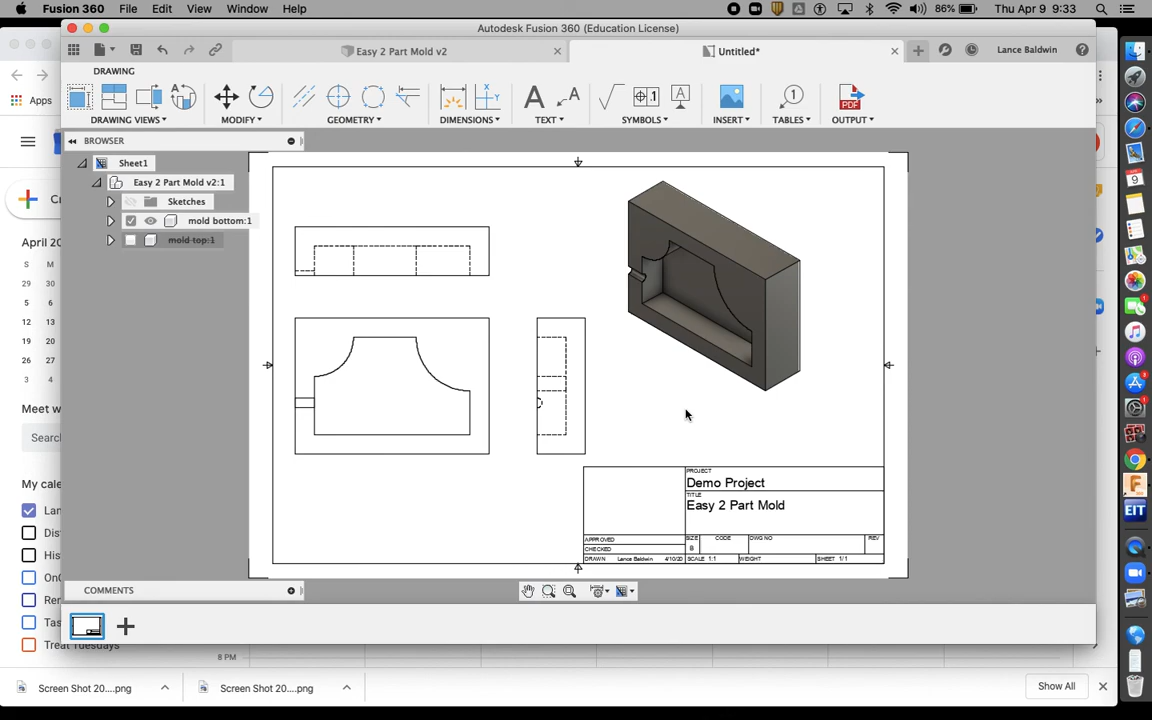 Fusion 360 File Edit View Window Help
86% Thu Apr 9 9:33
Autodesk Fusion 360 (Education License)
Easy 2 Part Mold v2
Untitled*
Lance Baldwin
DRAWING
Apps
DRAWING VIEWS MODIFY GEOMETRY DIMENSIONS TEXT SYMBOLS INSERT TABLES OUTPUT
BROWSER
Sheet1
Easy 2 Part Mold v2:1
Sketches
mold bottom:1
mold top:1
April 20
S M
29 30
5 6
12 13
19 20
26 27
3 4
Meet w
Search
My cale
Lan
Dis
His
Ren
Tas
Treat Tuesdays
PROJECT
Demo Project
TITLE
Easy 2 Part Mold
APPROVED
CHECKED
DRAWN Lance Baldwin 4/10/20
SIZE CODE DWG NO REV
B
SCALE 1:1 WEIGHT SHEET 1/1
COMMENTS
8 PM
Screen Shot 20....png
Screen Shot 20....png
Show All
PDF
EIT